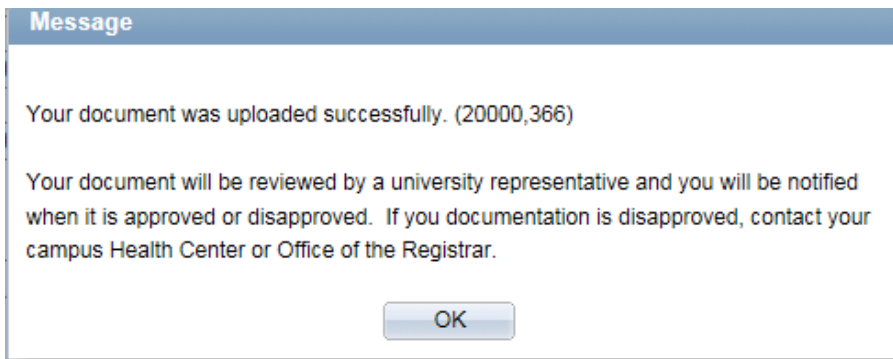 Message
Your document was uploaded successfully. (20000,366)
Your document will be reviewed by a university representative and you will be notified
when it is approved or disapproved.  If you documentation is disapproved, contact your
campus Health Center or Office of the Registrar.
OK